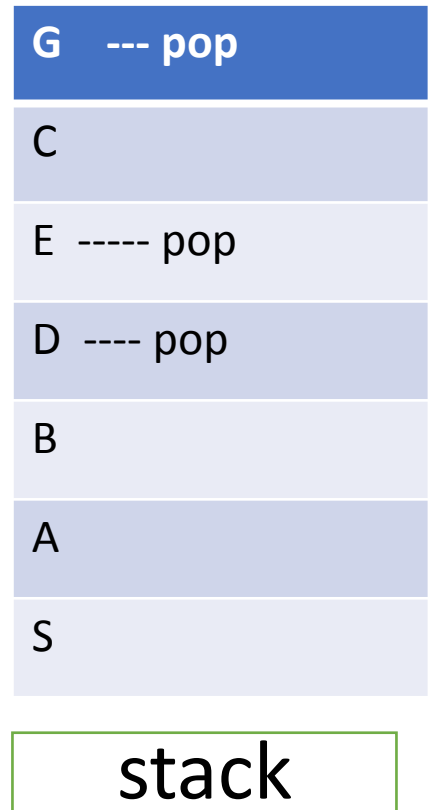 G --- pop
C
E ----- pop
D ---- pop
B
A
S
stack